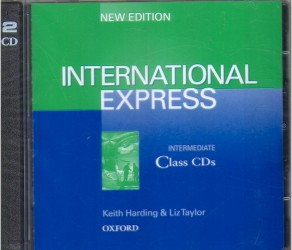 2
CD
NEW EDITION
INTERNATIONAL
EXPRESS
INTERMEDIATE
Class CDs
Keith Harding & Liz Taylor
OXFORD